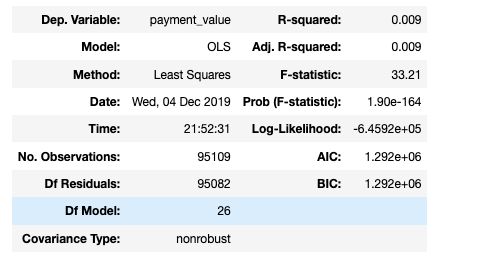 Dep. Variable: payment_value R-squared: 0.009
Model: OLS Adj. R-squared: 0.009
Method: Least Squares F-statistic: 33.21
Date: Wed, 04 Dec 2019 Prob (F-statistic): 1.90e-164
Time: 21:52:31 Log-Likelihood: -6.4592e+05
No. Observations: 95109 AIC: 1.292e+06
Df Residuals: 95082 BIC: 1.292e+06
Df Model: 26
Covariance Type: nonrobust